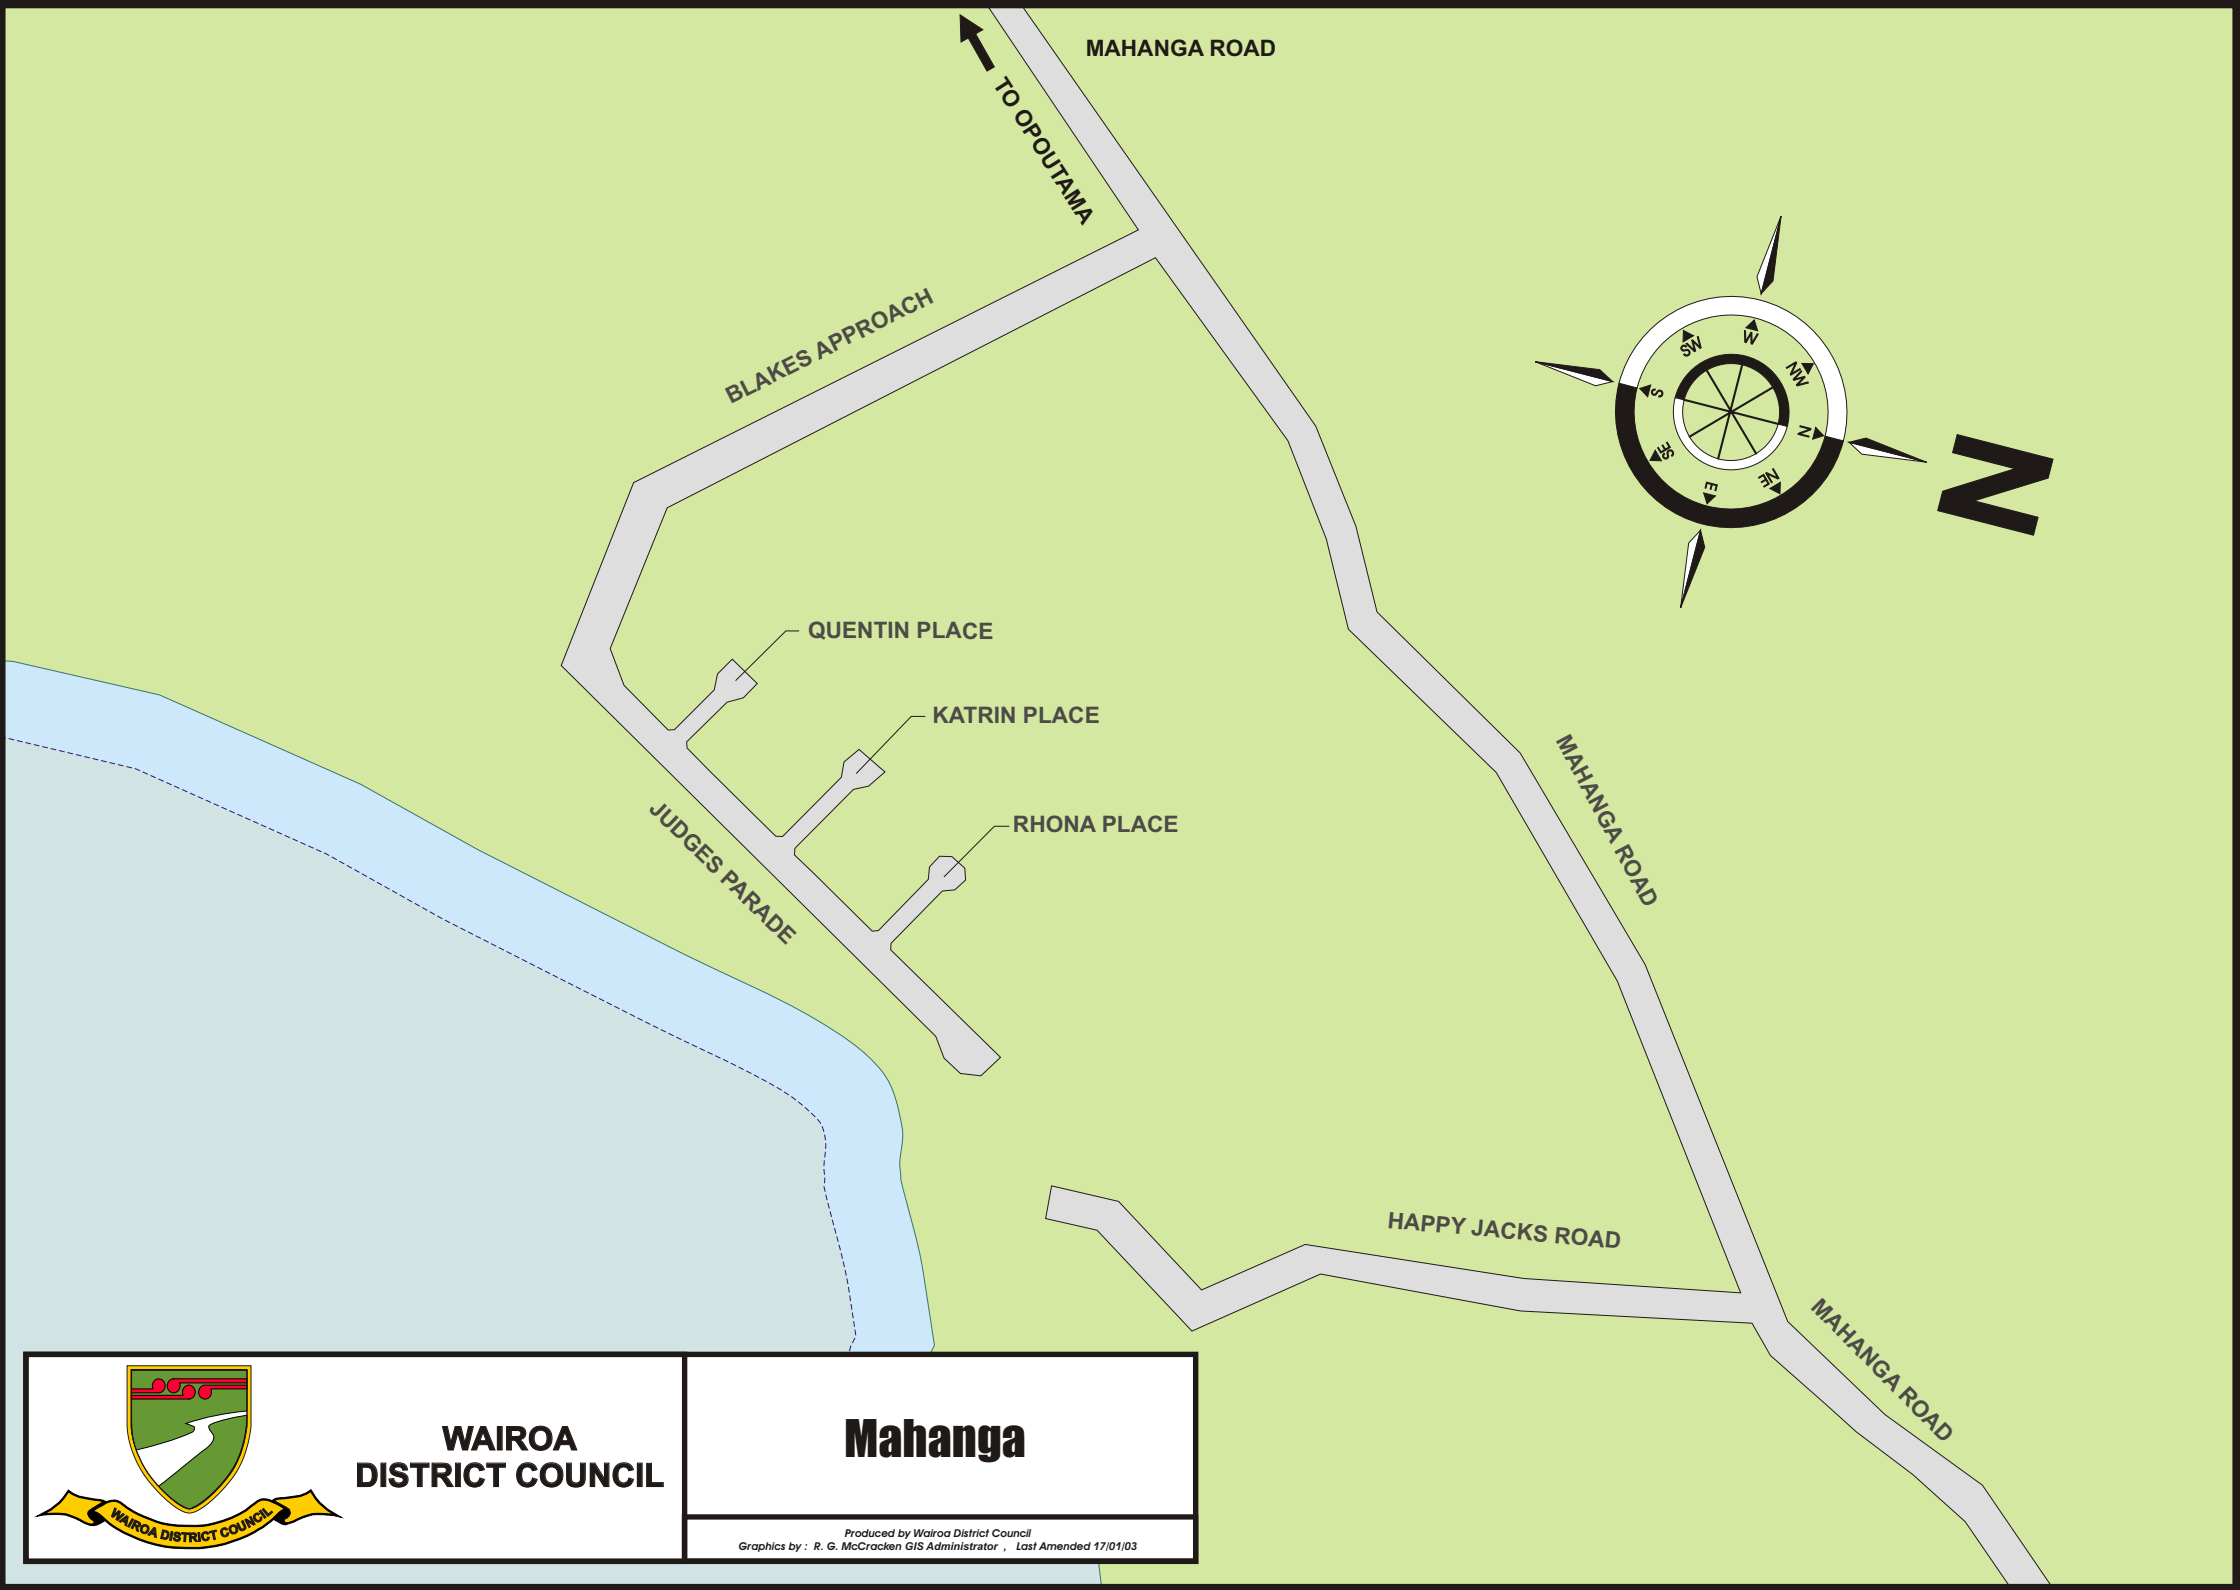 MAHANGA ROAD
TO OPOUTAMA
BLAKES APPROACH
W
SW
NW
S
N
SE
NE
E
N
QUENTIN PLACE
KATRIN PLACE
MAHANGA ROAD
JUDGES PARADE
RHONA PLACE
HAPPY JACKS ROAD
MAHANGA ROAD
WAIROA
DISTRICT COUNCIL
WAIROA DISTRICT COUNCIL
Mahanga
Produced by Wairoa District Council
Graphics by : R. G. McCracken GIS Administrator , Last Amended 17/01/03